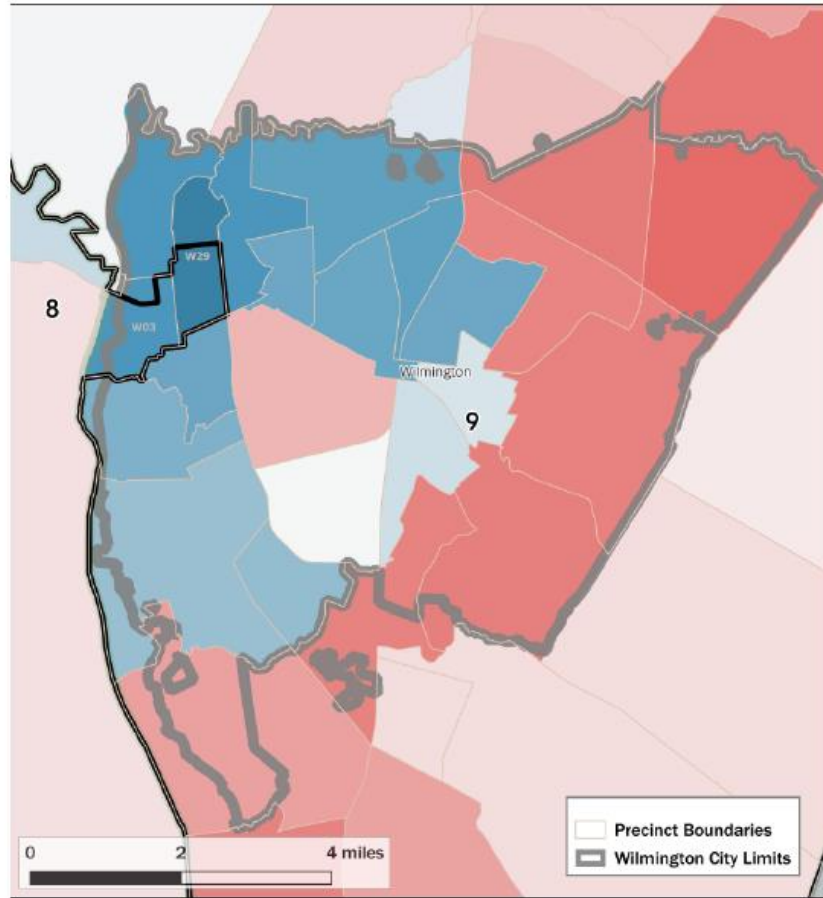 W29
8
W03
Wilmington
9
Precinct Boundaries
Wilmington City Limits
0 2 4 miles